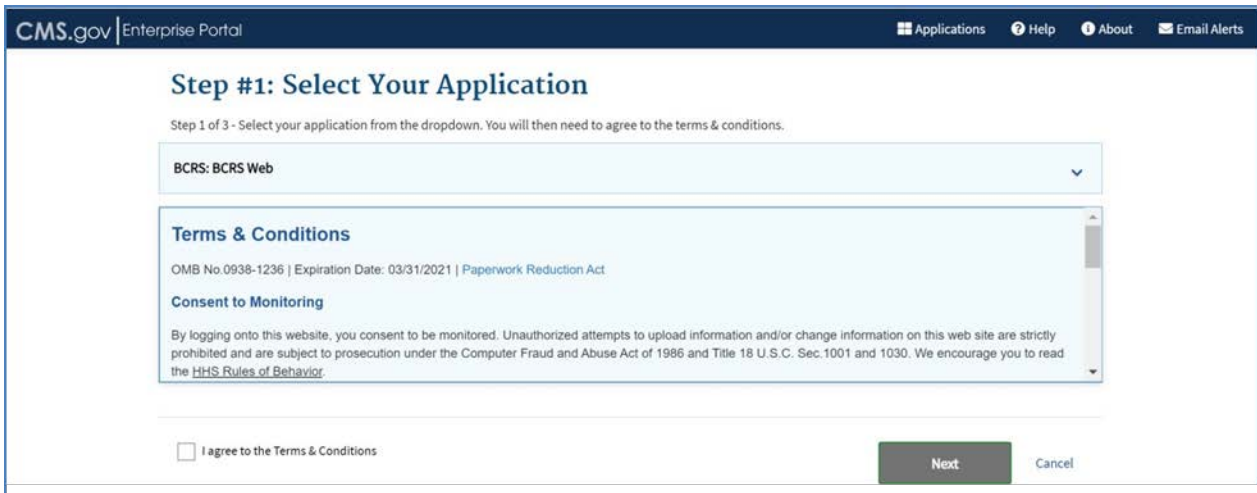 CMS.gov Enterprise Portal Applications Help About Email Alerts
Step #1: Select Your Application
Step 1 of 3 - Select your application from the dropdown. You will then need to agree to the terms & conditions.
BCRS: BCRS Web
Terms & Conditions
OMB No.0938-1236 | Expiration Date: 03/31/2021 | Paperwork Reduction Act
Consent to Monitoring
By logging onto this website, you consent to be monitored. Unauthorized attempts to upload information and/or change information on this web site are strictly
prohibited and are subject to prosecution under the Computer Fraud and Abuse Act of 1986 and Title 18 U.S.C. Sec.1001 and 1030. We encourage you to read
the HHS Rules of Behavior.
I agree to the Terms & Conditions
Next Cancel